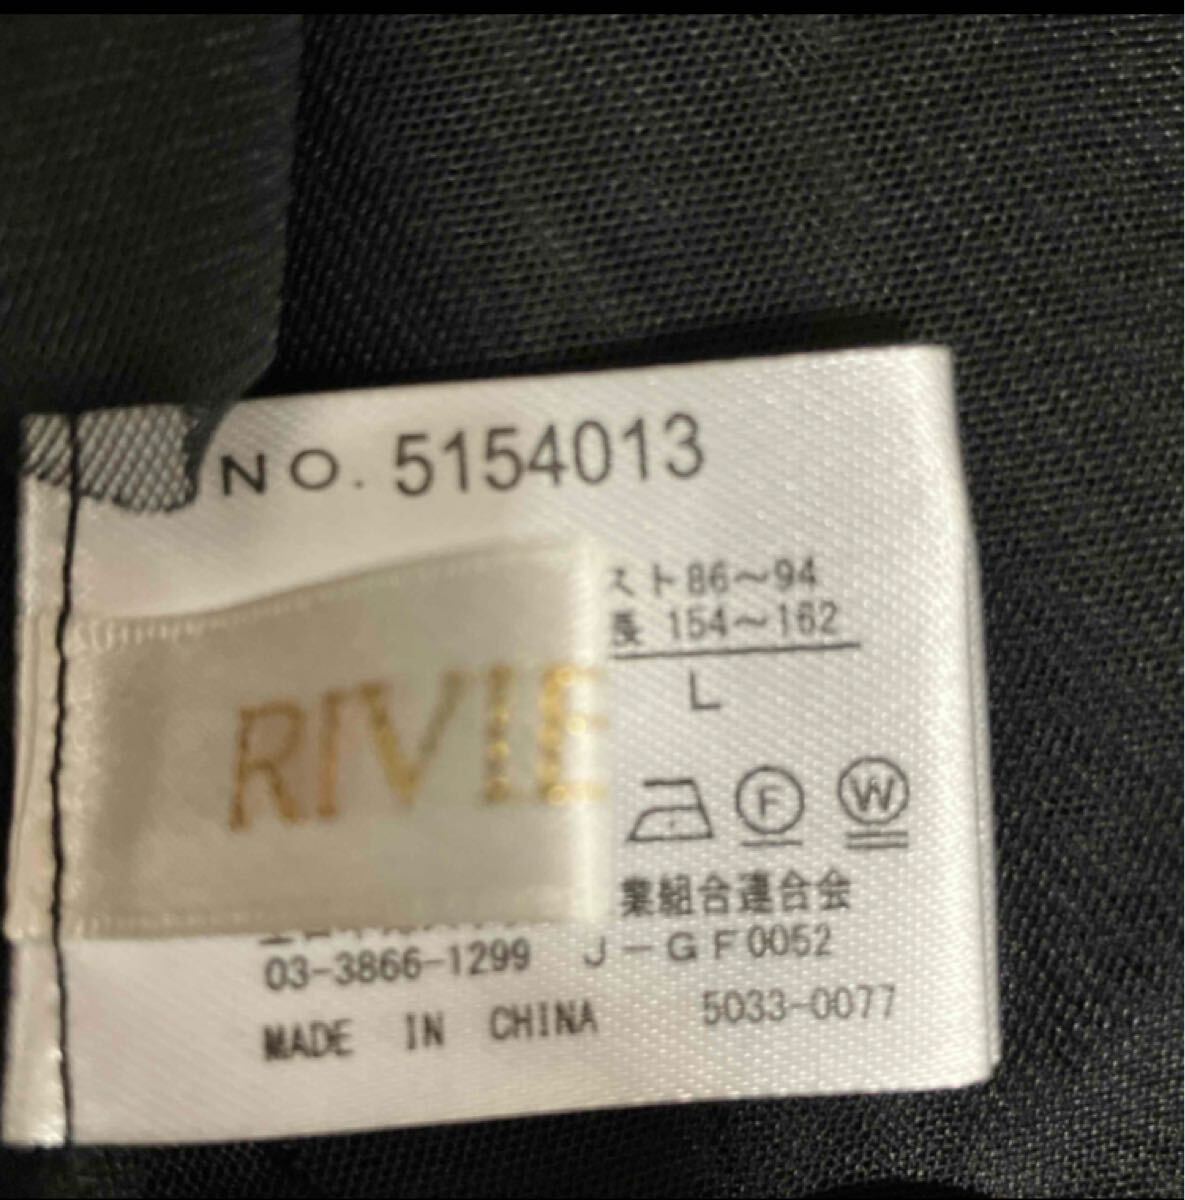 NO. 5154013
スト86～94
長 154～162
L
RIVIE
F W
業組合連合会
03-3866-1299 J-GF0052
MADE IN CHINA 5033-0077